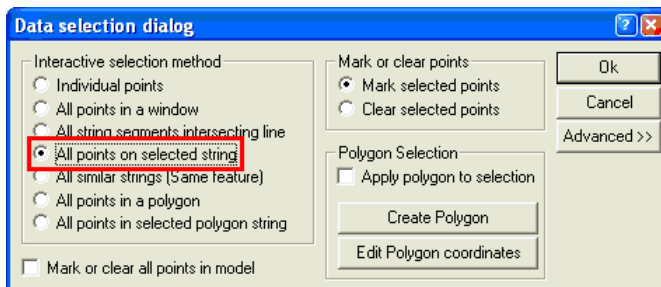 Data selection dialog
Interactive selection method
Individual points
All points in a window
All string segments intersecting line
All points on selected string
All similar strings (Same feature)
All points in a polygon
All points in selected polygon string
Mark or clear all points in model
Mark or clear points
Mark selected points
Clear selected points
Polygon Selection
Apply polygon to selection
Create Polygon
Edit Polygon coordinates
Ok
Cancel
Advanced >>